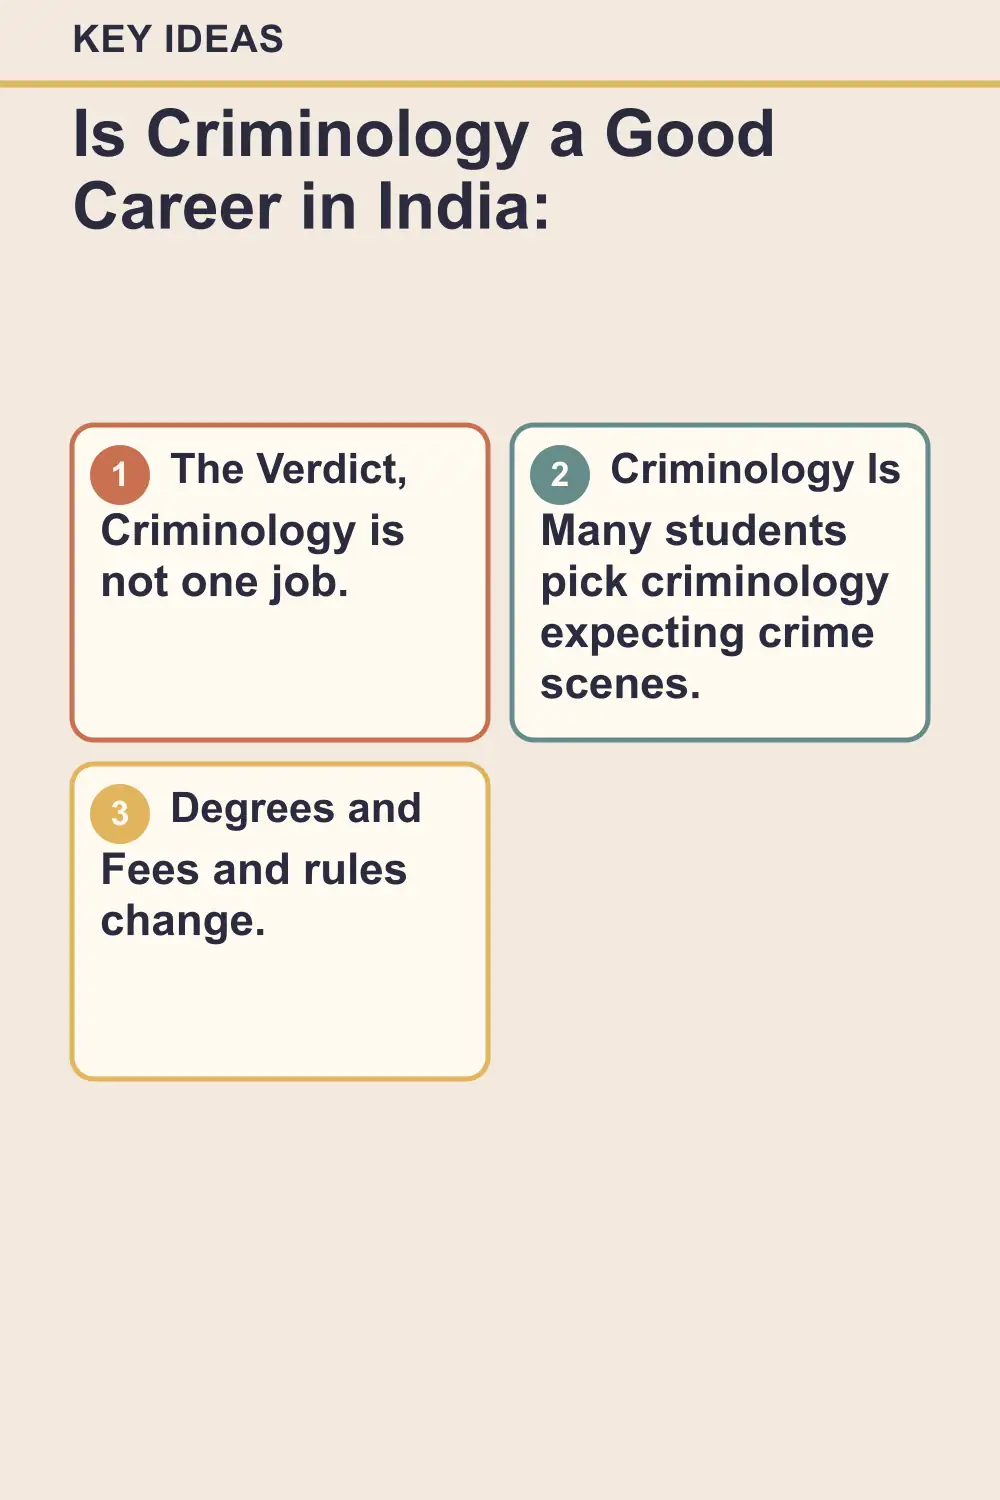 KEY IDEAS
Is Criminology a Good
Career in India:
1 The Verdict,
Criminology is
not one job.
2 Criminology Is
Many students
pick criminology
expecting crime
scenes.
3 Degrees and
Fees and rules
change.